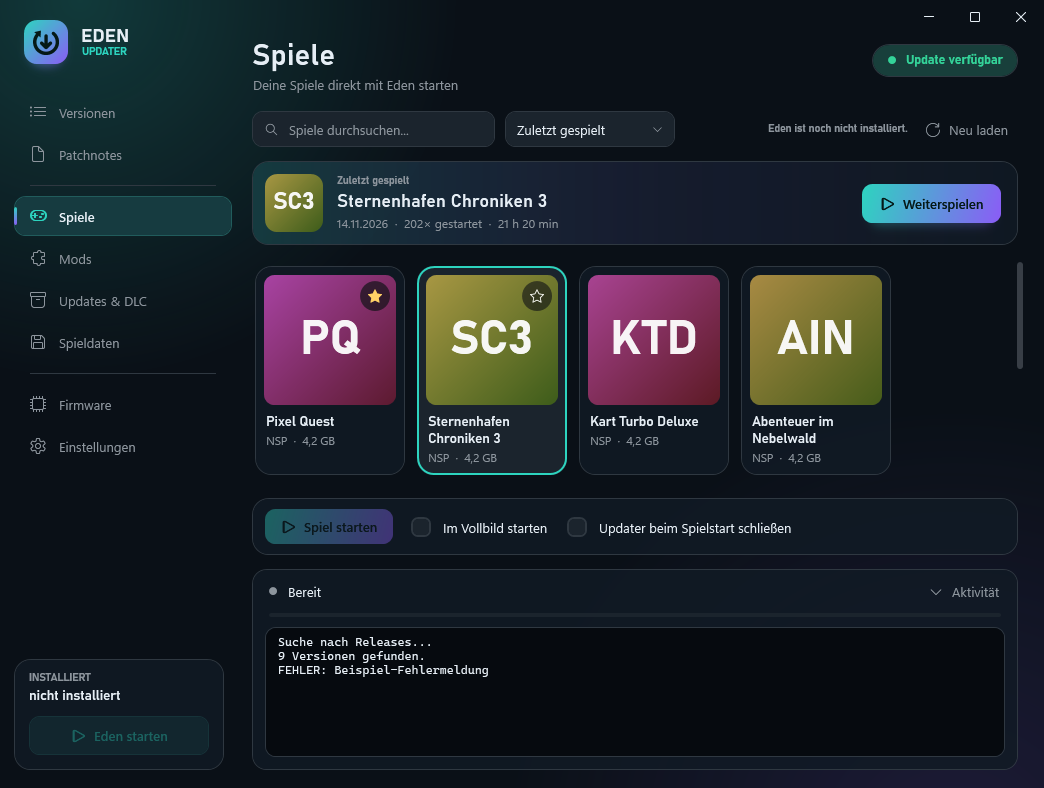 EDEN
UPDATER
Versionen
Patchnotes
Spiele
Mods
Updates & DLC
Spieldaten
Firmware
Einstellungen
INSTALLIERT
nicht installiert
Eden starten
Spiele
Deine Spiele direkt mit Eden starten
Update verfügbar
Spiele durchsuchen...
Zuletzt gespielt
Eden ist noch nicht installiert.
Neu laden
SC3
Zuletzt gespielt
Sternenhafen Chroniken 3
14.11.2026 · 202× gestartet · 21 h 20 min
Weiterspielen
PQ
Pixel Quest
NSP · 4,2 GB
SC3
Sternenhafen
Chroniken 3
NSP · 4,2 GB
KTD
Kart Turbo Deluxe
NSP · 4,2 GB
AIN
Abenteuer im
Nebelwald
NSP · 4,2 GB
Spiel starten
Im Vollbild starten
Updater beim Spielstart schließen
Bereit
Aktivität
Suche nach Releases...
9 Versionen gefunden.
FEHLER: Beispiel-Fehlermeldung